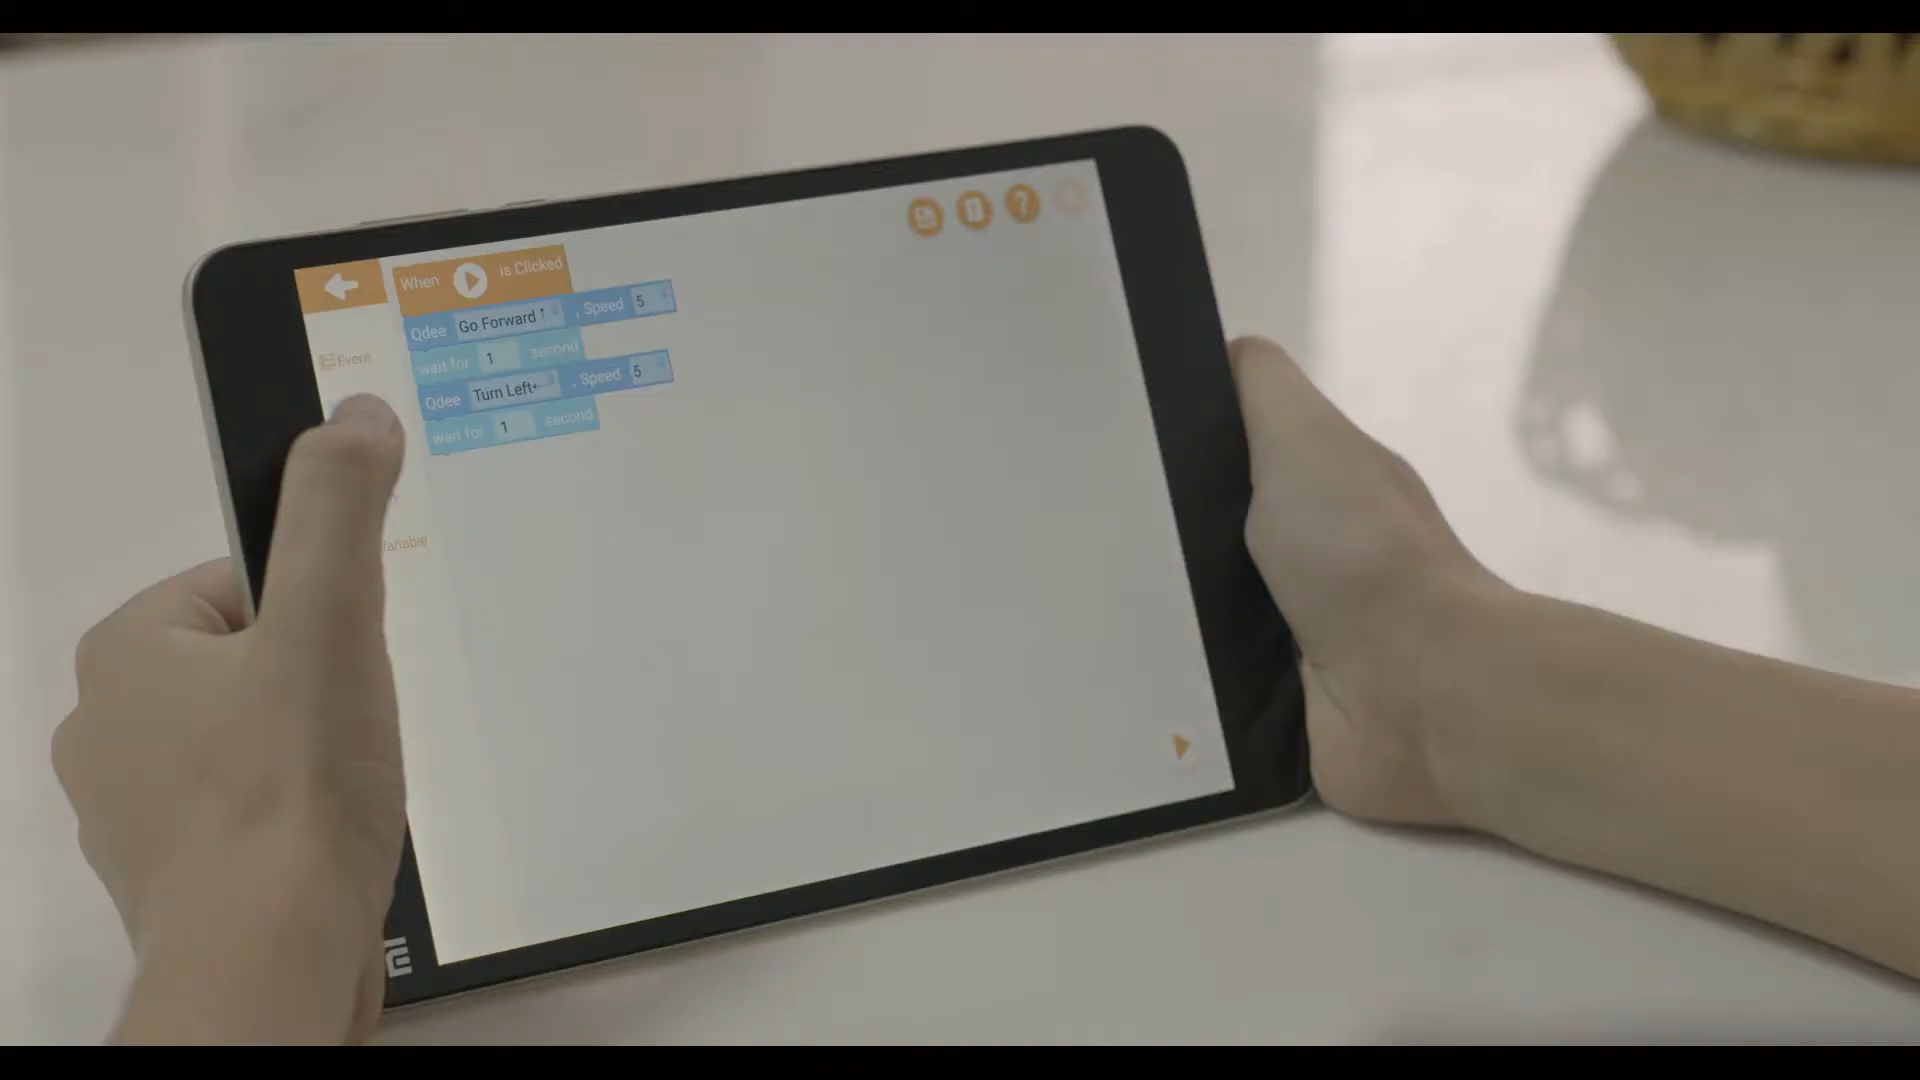 When is Clicked
Qdee Go Forward , Speed 5
wait for 1 second
Qdee Turn Left , Speed 5
wait for 1 second
Event
Variable
?
mi